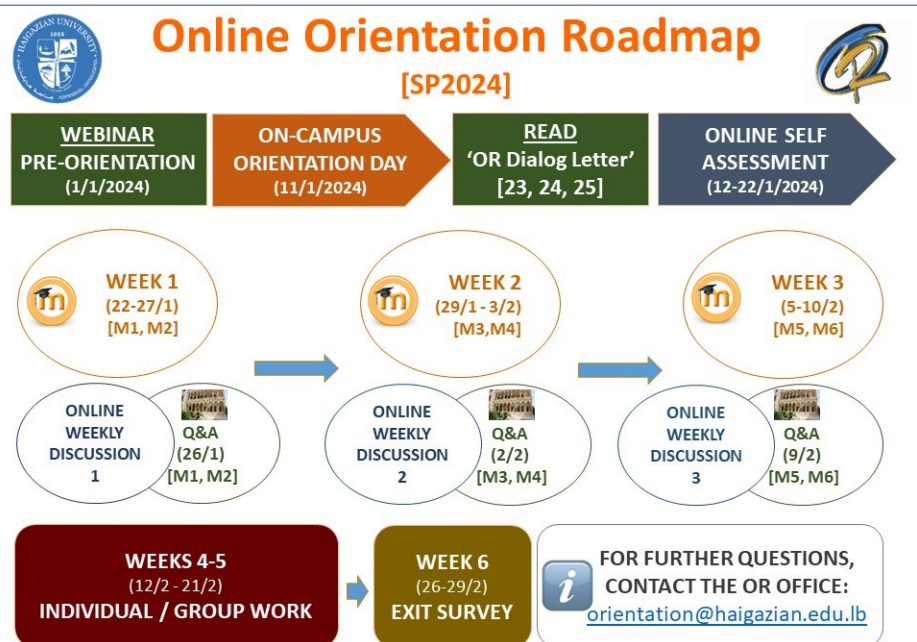 HAIGAZIAN UNIVERSITY
1955
Online Orientation Roadmap
[SP2024]
WEBINAR
PRE-ORIENTATION
(1/1/2024)
ON-CAMPUS
ORIENTATION DAY
(11/1/2024)
READ
‘OR Dialog Letter’
[23, 24, 25]
ONLINE SELF
ASSESSMENT
(12-22/1/2024)
WEEK 1
(22-27/1)
[M1, M2]
WEEK 2
(29/1 - 3/2)
[M3,M4]
WEEK 3
(5-10/2)
[M5, M6]
ONLINE
WEEKLY
DISCUSSION
1
Q&A
(26/1)
[M1, M2]
ONLINE
WEEKLY
DISCUSSION
2
Q&A
(2/2)
[M3, M4]
ONLINE
WEEKLY
DISCUSSION
3
Q&A
(9/2)
[M5, M6]
WEEKS 4-5
(12/2 - 21/2)
INDIVIDUAL / GROUP WORK
WEEK 6
(26-29/2)
EXIT SURVEY
FOR FURTHER QUESTIONS,
CONTACT THE OR OFFICE:
orientation@haigazian.edu.lb